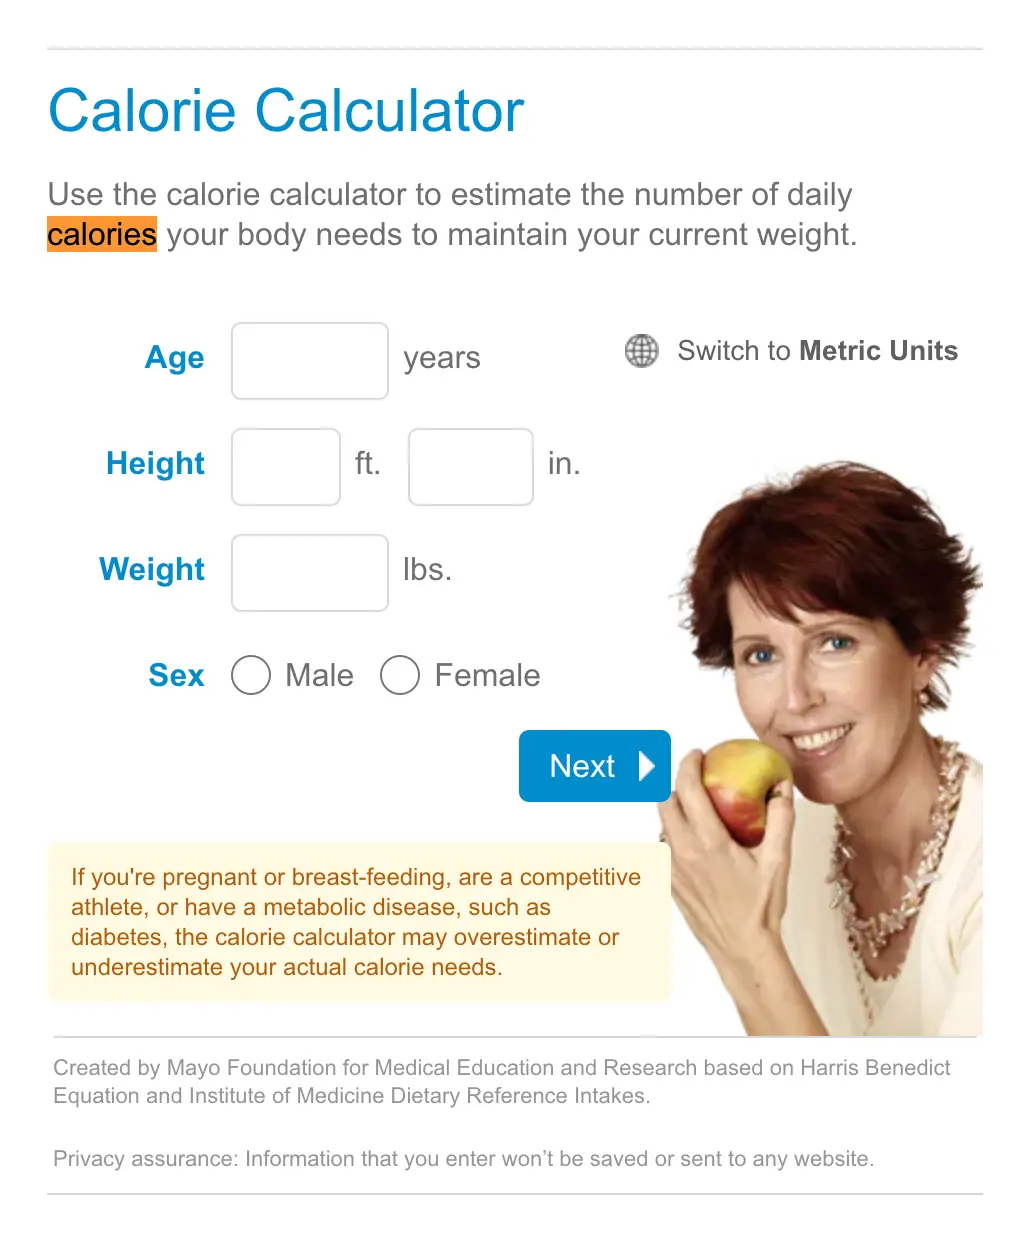 Calorie Calculator
Use the calorie calculator to estimate the number of daily
calories your body needs to maintain your current weight.
Age years
Switch to Metric Units
Height ft. in.
Weight lbs.
Sex Male Female
Next
If you're pregnant or breast-feeding, are a competitive
athlete, or have a metabolic disease, such as
diabetes, the calorie calculator may overestimate or
underestimate your actual calorie needs.
Created by Mayo Foundation for Medical Education and Research based on Harris Benedict
Equation and Institute of Medicine Dietary Reference Intakes.
Privacy assurance: Information that you enter won’t be saved or sent to any website.